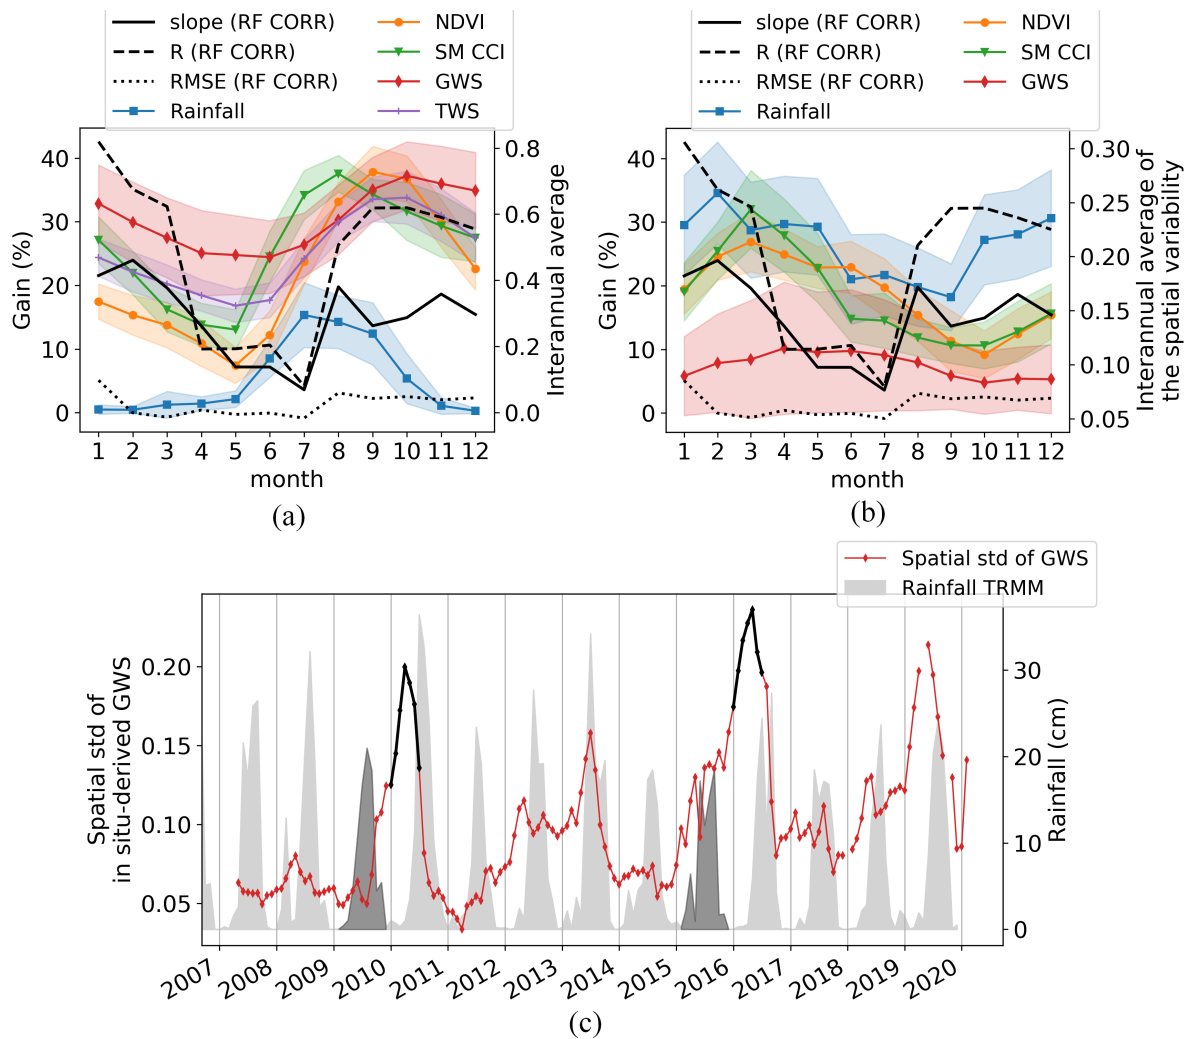 slope (RF CORR)
R (RF CORR)
RMSE (RF CORR)
Rainfall
NDVI
SM CCI
GWS
TWS
Gain (%)
40
30
20
10
0
0.8
0.6
0.4
0.2
0.0
Interannual average
1 2 3 4 5 6 7 8 9 10 11 12
month
(a)
slope (RF CORR)
R (RF CORR)
RMSE (RF CORR)
Rainfall
NDVI
SM CCI
GWS
Gain (%)
40
30
20
10
0
0.30
0.25
0.20
0.15
0.10
0.05
Interannual average of
the spatial variability
1 2 3 4 5 6 7 8 9 10 11 12
month
(b)
Spatial std of GWS
Rainfall TRMM
Spatial std of
in situ-derived GWS
0.20
0.15
0.10
0.05
30
20
10
0
Rainfall (cm)
2007 2008 2009 2010 2011 2012 2013 2014 2015 2016 2017 2018 2019 2020
(c)